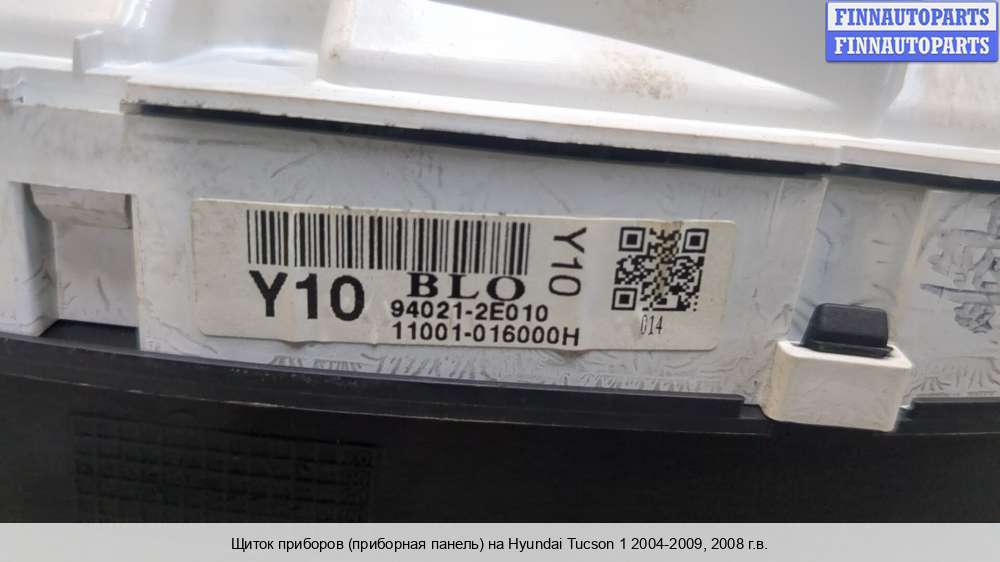 FINNAUTOPARTS
FINNAUTOPARTS
Y10
BLO
Y10
94021-2E010
11001-016000H
014
Щиток приборов (приборная панель) на Hyundai Tucson 1 2004-2009, 2008 г.в.